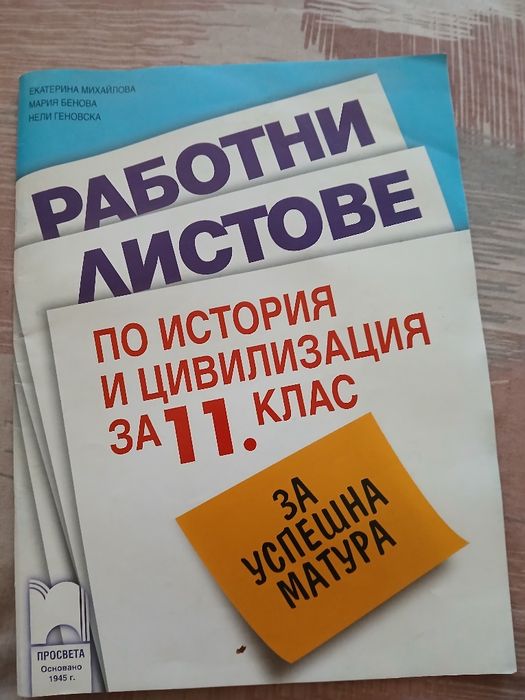 ЕКАТЕРИНА МИХАЙЛОВА
МАРИЯ БЕНОВА
НЕЛИ ГЕНОВСКА
РАБОТНИ
ЛИСТОВЕ
ПО ИСТОРИЯ
И ЦИВИЛИЗАЦИЯ
ЗА 11. КЛАС
ЗА
УСПЕШНА
МАТУРА
ПРОСВЕТА
Основано
1945 г.